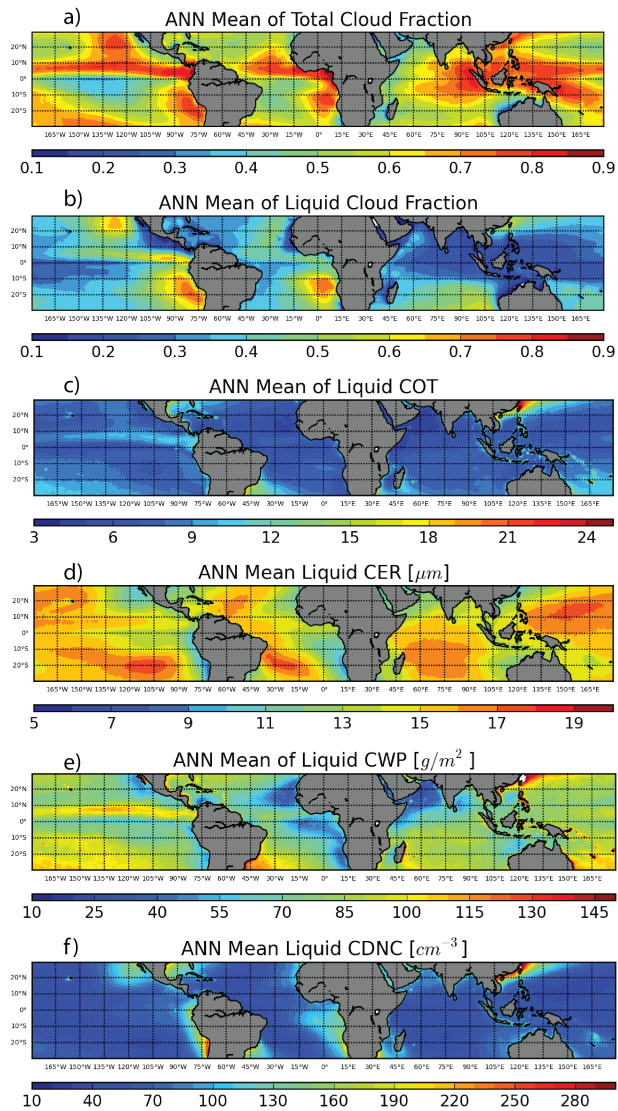 a) ANN Mean of Total Cloud Fraction
20°N
10°N
0°
10°S
20°S
165°W 150°W 135°W 120°W 105°W 90°W 75°W 60°W 45°W 30°W 15°W 0° 15°E 30°E 45°E 60°E 75°E 90°E 105°E 120°E 135°E 150°E 165°E
0.1 0.2 0.3 0.4 0.5 0.6 0.7 0.8 0.9
b) ANN Mean of Liquid Cloud Fraction
20°N
10°N
0°
10°S
20°S
165°W 150°W 135°W 120°W 105°W 90°W 75°W 60°W 45°W 30°W 15°W 0° 15°E 30°E 45°E 60°E 75°E 90°E 105°E 120°E 135°E 150°E 165°E
0.1 0.2 0.3 0.4 0.5 0.6 0.7 0.8 0.9
c) ANN Mean of Liquid COT
20°N
10°N
0°
10°S
20°S
165°W 150°W 135°W 120°W 105°W 90°W 75°W 60°W 45°W 30°W 15°W 0° 15°E 30°E 45°E 60°E 75°E 90°E 105°E 120°E 135°E 150°E 165°E
3 6 9 12 15 18 21 24
d) ANN Mean Liquid CER [μm]
20°N
10°N
0°
10°S
20°S
165°W 150°W 135°W 120°W 105°W 90°W 75°W 60°W 45°W 30°W 15°W 0° 15°E 30°E 45°E 60°E 75°E 90°E 105°E 120°E 135°E 150°E 165°E
5 7 9 11 13 15 17 19
e) ANN Mean of Liquid CWP [g/m² ]
20°N
10°N
0°
10°S
20°S
165°W 150°W 135°W 120°W 105°W 90°W 75°W 60°W 45°W 30°W 15°W 0° 15°E 30°E 45°E 60°E 75°E 90°E 105°E 120°E 135°E 150°E 165°E
10 25 40 55 70 85 100 115 130 145
f) ANN Mean Liquid CDNC [cm⁻³ ]
20°N
10°N
0°
10°S
20°S
165°W 150°W 135°W 120°W 105°W 90°W 75°W 60°W 45°W 30°W 15°W 0° 15°E 30°E 45°E 60°E 75°E 90°E 105°E 120°E 135°E 150°E 165°E
10 40 70 100 130 160 190 220 250 280